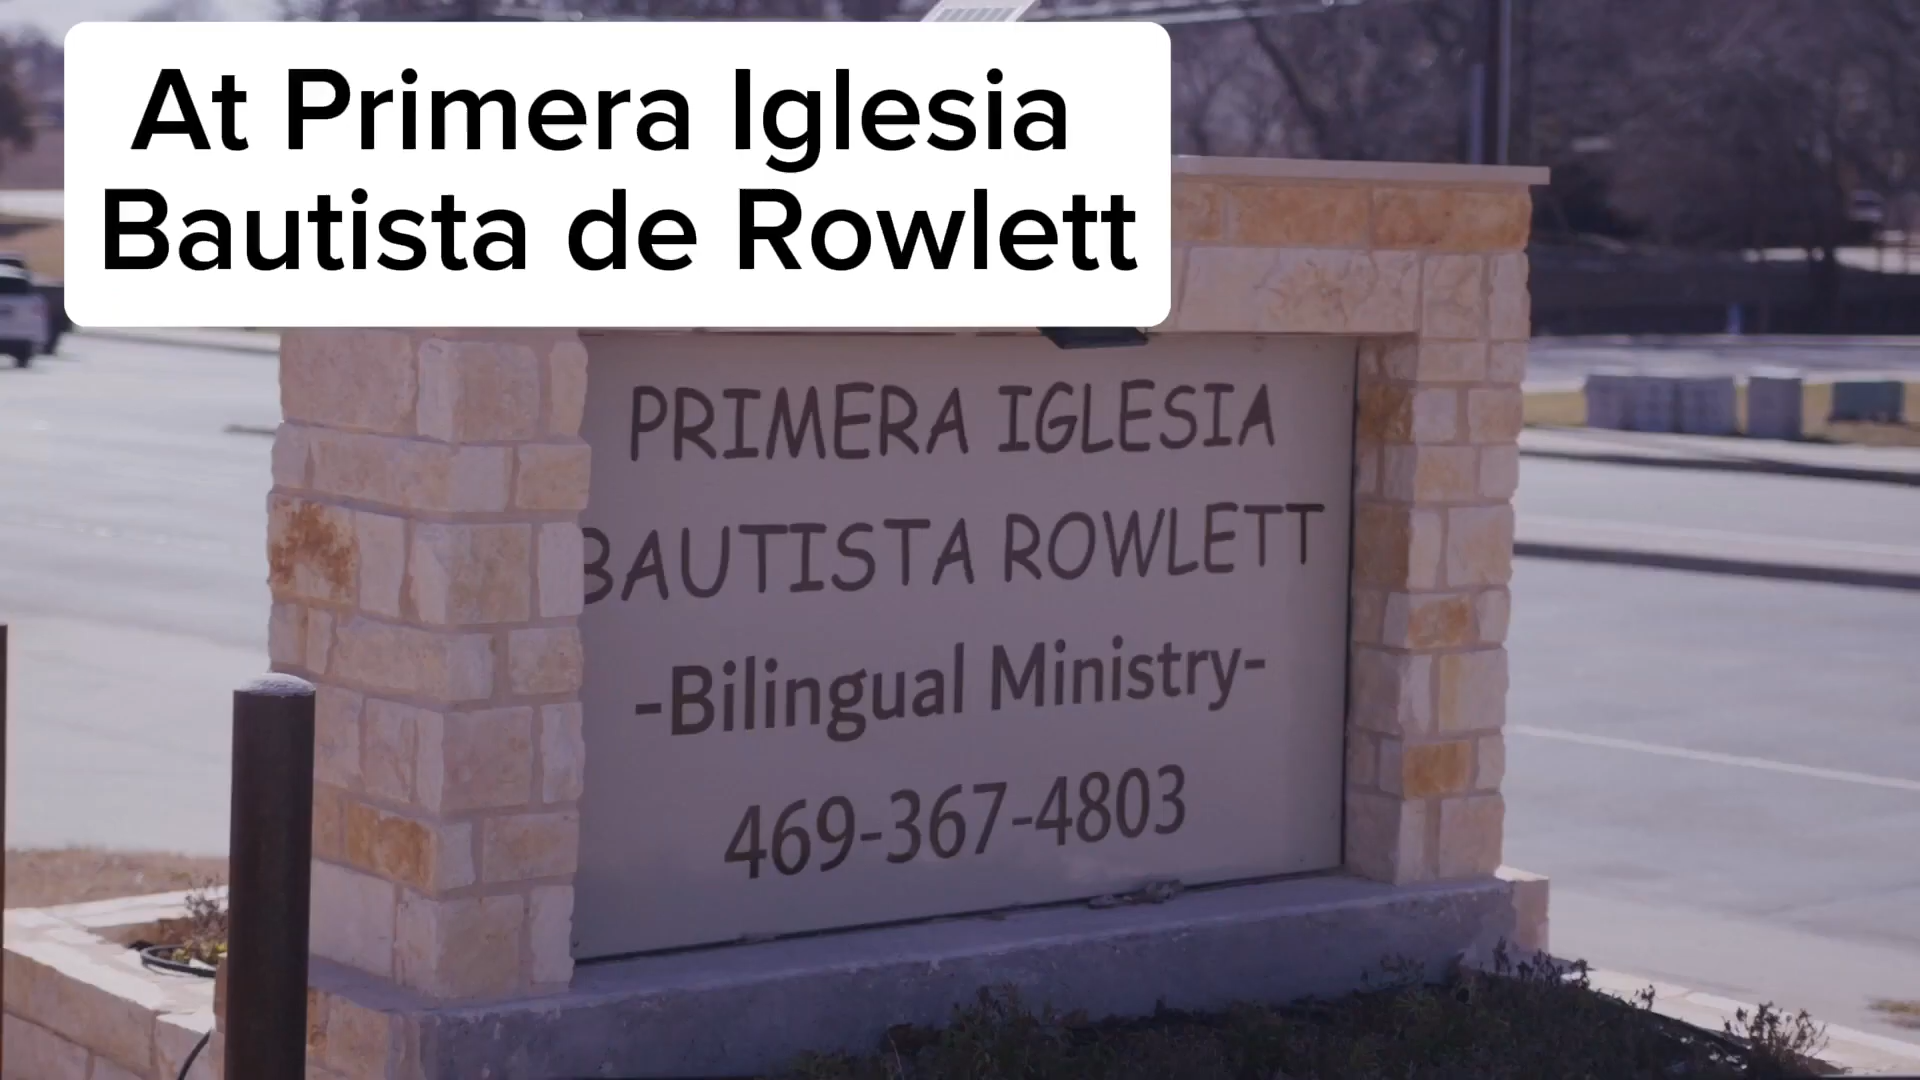 At Primera Iglesia
Bautista de Rowlett
PRIMERA IGLESIA
BAUTISTA ROWLETT
-Bilingual Ministry-
469-367-4803